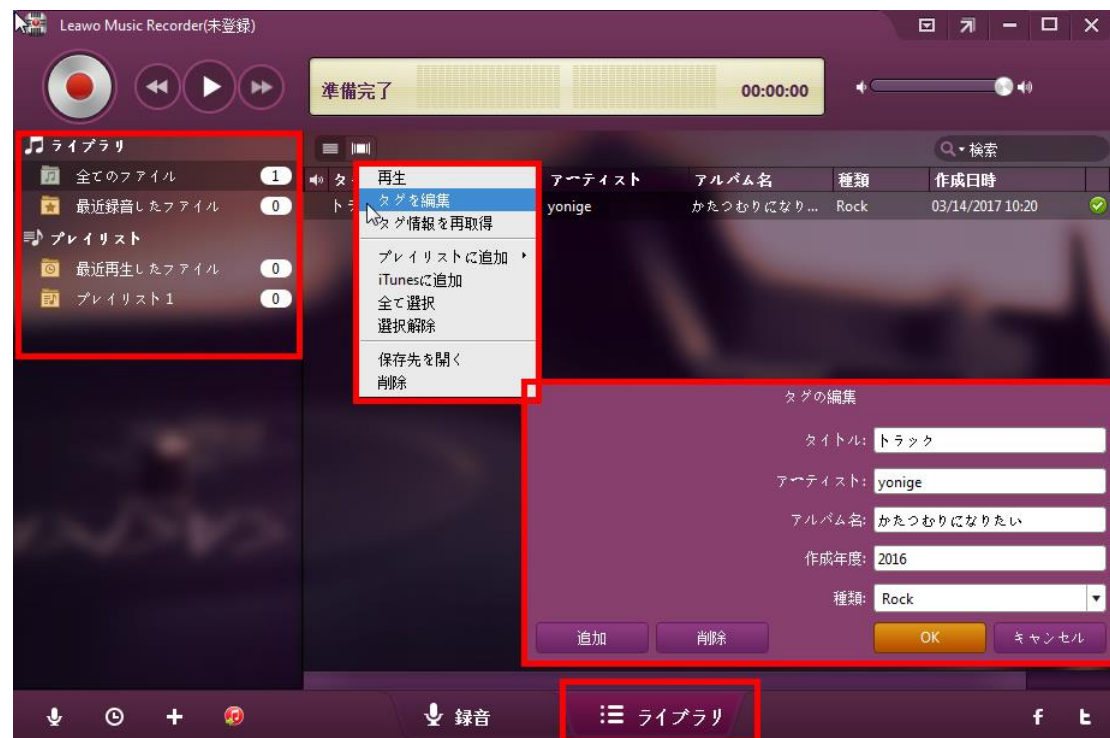 Leawo Music Recorder(未登録)
準備完了
00:00:00
ライブラリ
全てのファイル 1
最近録音したファイル 0
プレイリスト
最近再生したファイル 0
プレイリスト1 0
検索
アーティスト アルバム名 種類 作成日時
yonige かたつむりになり... Rock 03/14/2017 10:20
再生
タグを編集
タグ情報を再取得
プレイリストに追加
iTunesに追加
全て選択
選択解除
保存先を開く
削除
タグの編集
タイトル: トラック
アーティスト: yonige
アルバム名: かたつむりになりたい
作成年度: 2016
種類: Rock
追加 削除 OK キャンセル
録音 ライブラリ